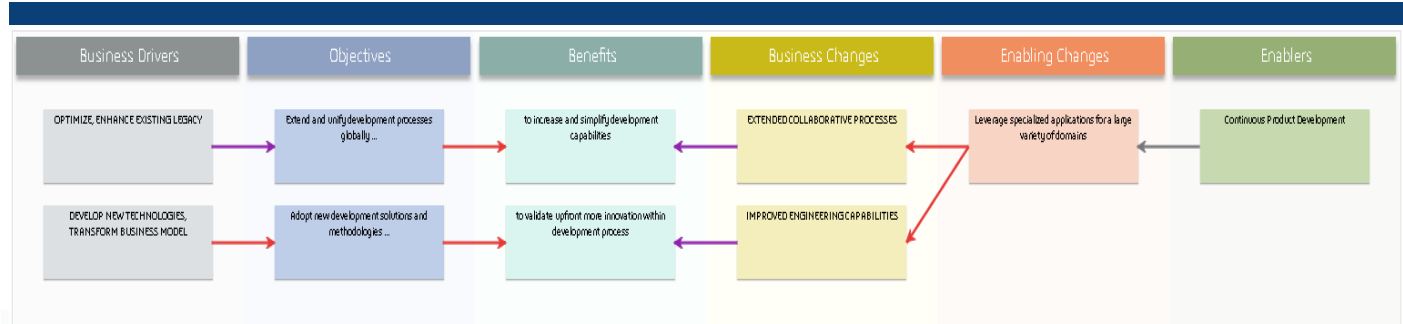 Business Drivers
Objectives
Benefits
Business Changes
Enabling Changes
Enablers
OPTIMIZE, ENHANCE EXISTING LEGACY
Extend and unify development processes
globally ...
to increase and simplify development
capabilities
EXTENDED COLLABORATIVE PROCESSES
Leverage specialized applications for a large
variety of domains
Continuous Product Development
DEVELOP NEW TECHNOLOGIES,
TRANSFORM BUSINESS MODEL
Adopt new development solutions and
methodologies ...
to validate upfront more innovation within
development process
IMPROVED ENGINEERING CAPABILITIES